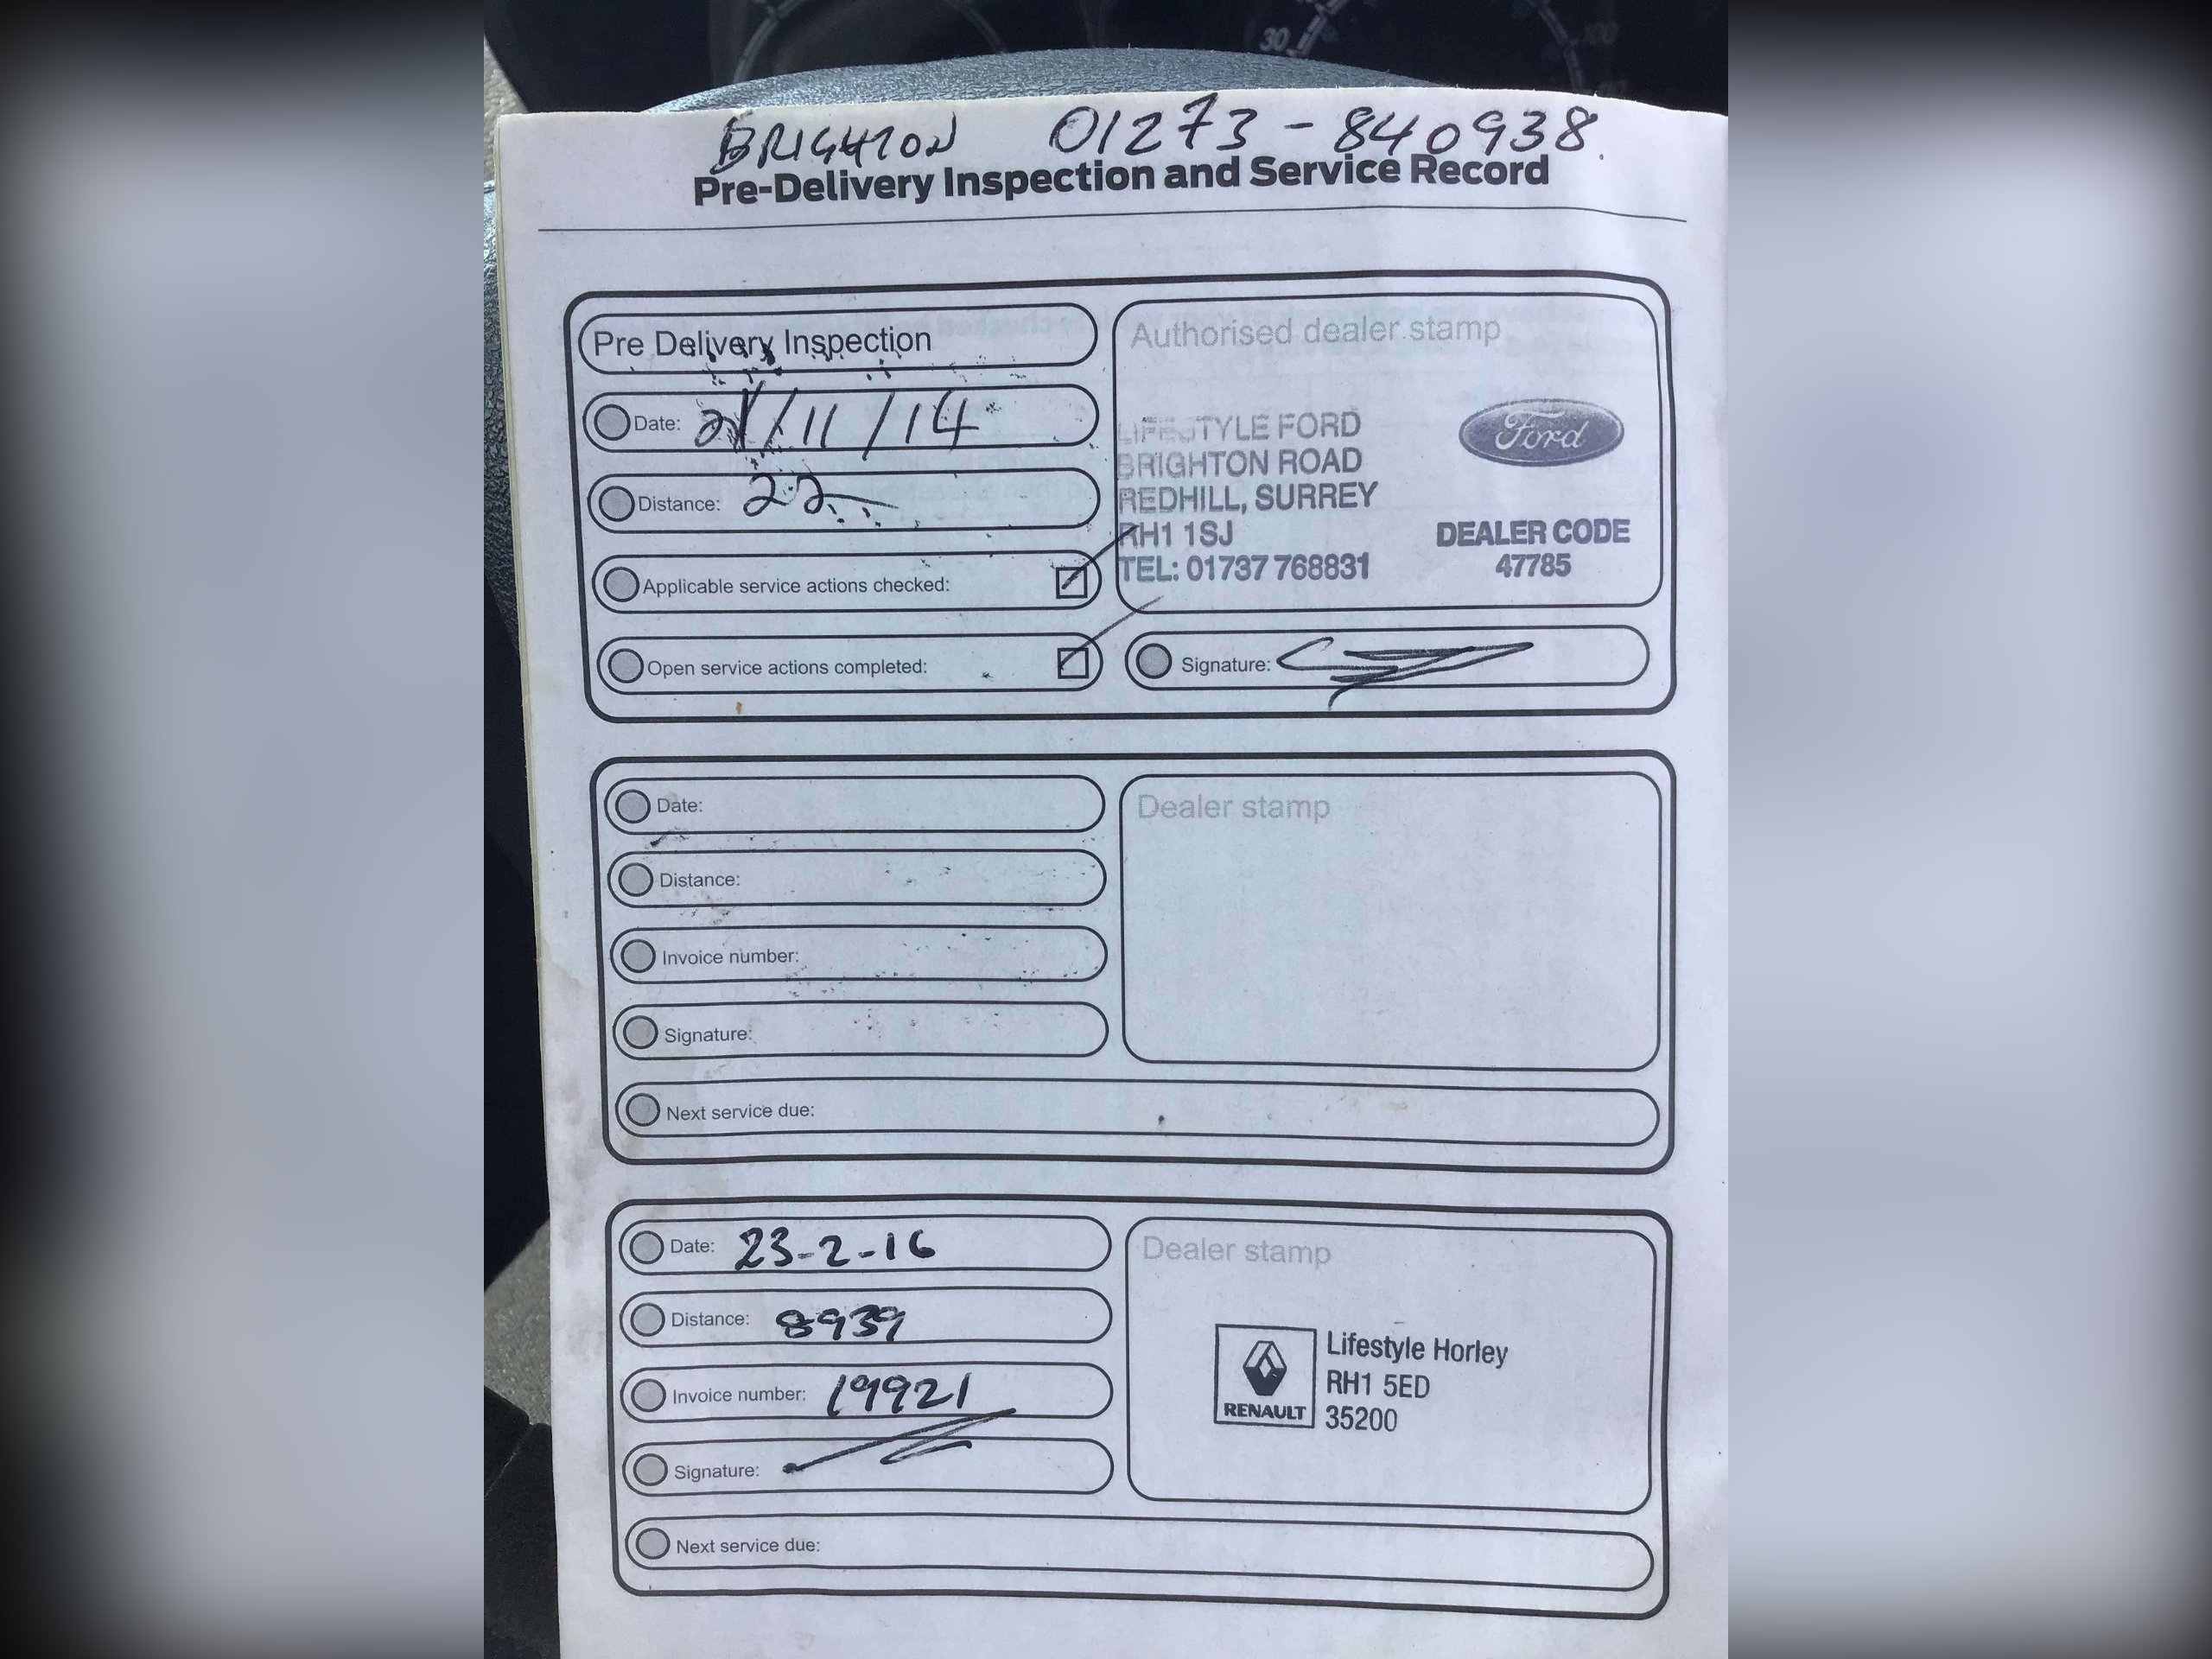 30
BRIGHTON 01273-840938.
Pre-Delivery Inspection and Service Record
Pre Delivery Inspection
Date: 21/11/14
Distance: 22
Applicable service actions checked:
Open service actions completed:
Authorised dealer stamp
LIFESTYLE FORD
BRIGHTON ROAD
REDHILL, SURREY
RH1 1SJ
TEL: 01737 768831
Ford
DEALER CODE
47785
Signature:
Date:
Distance:
Invoice number:
Signature:
Next service due:
Dealer stamp
Date: 23-2-16
Distance: 8939
Invoice number: 19921
Signature:
Next service due:
Dealer stamp
RENAULT
Lifestyle Horley
RH1 5ED
35200